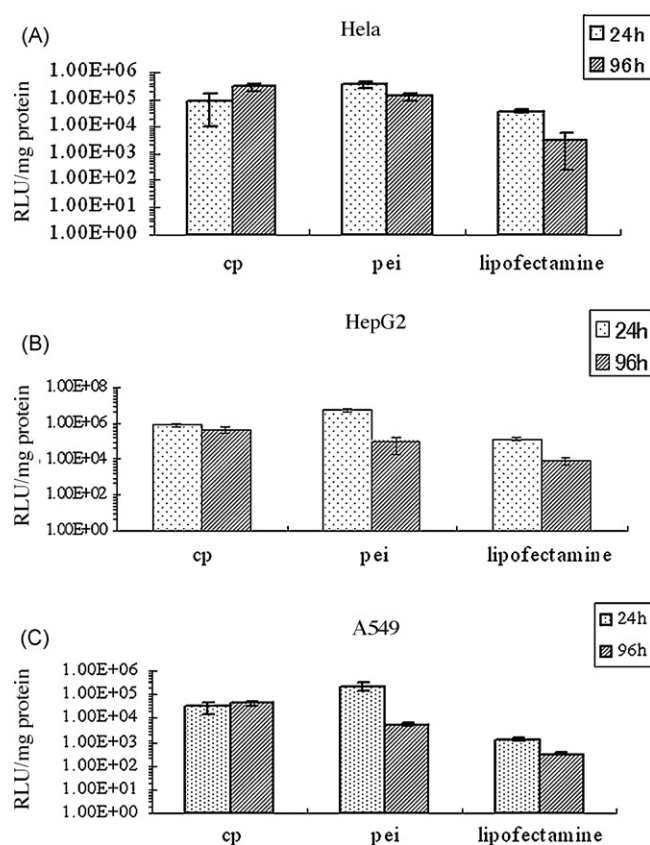 (A)
Hela
24h
96h
RLU/mg protein
1.00E+06
1.00E+05
1.00E+04
1.00E+03
1.00E+02
1.00E+01
1.00E+00
cp pei lipofectamine
(B)
HepG2
24h
96h
RLU/mg protein
1.00E+08
1.00E+06
1.00E+04
1.00E+02
1.00E+00
cp pei lipofectamine
(C)
A549
24h
96h
RLU/mg protein
1.00E+06
1.00E+05
1.00E+04
1.00E+03
1.00E+02
1.00E+01
1.00E+00
cp pei lipofectamine